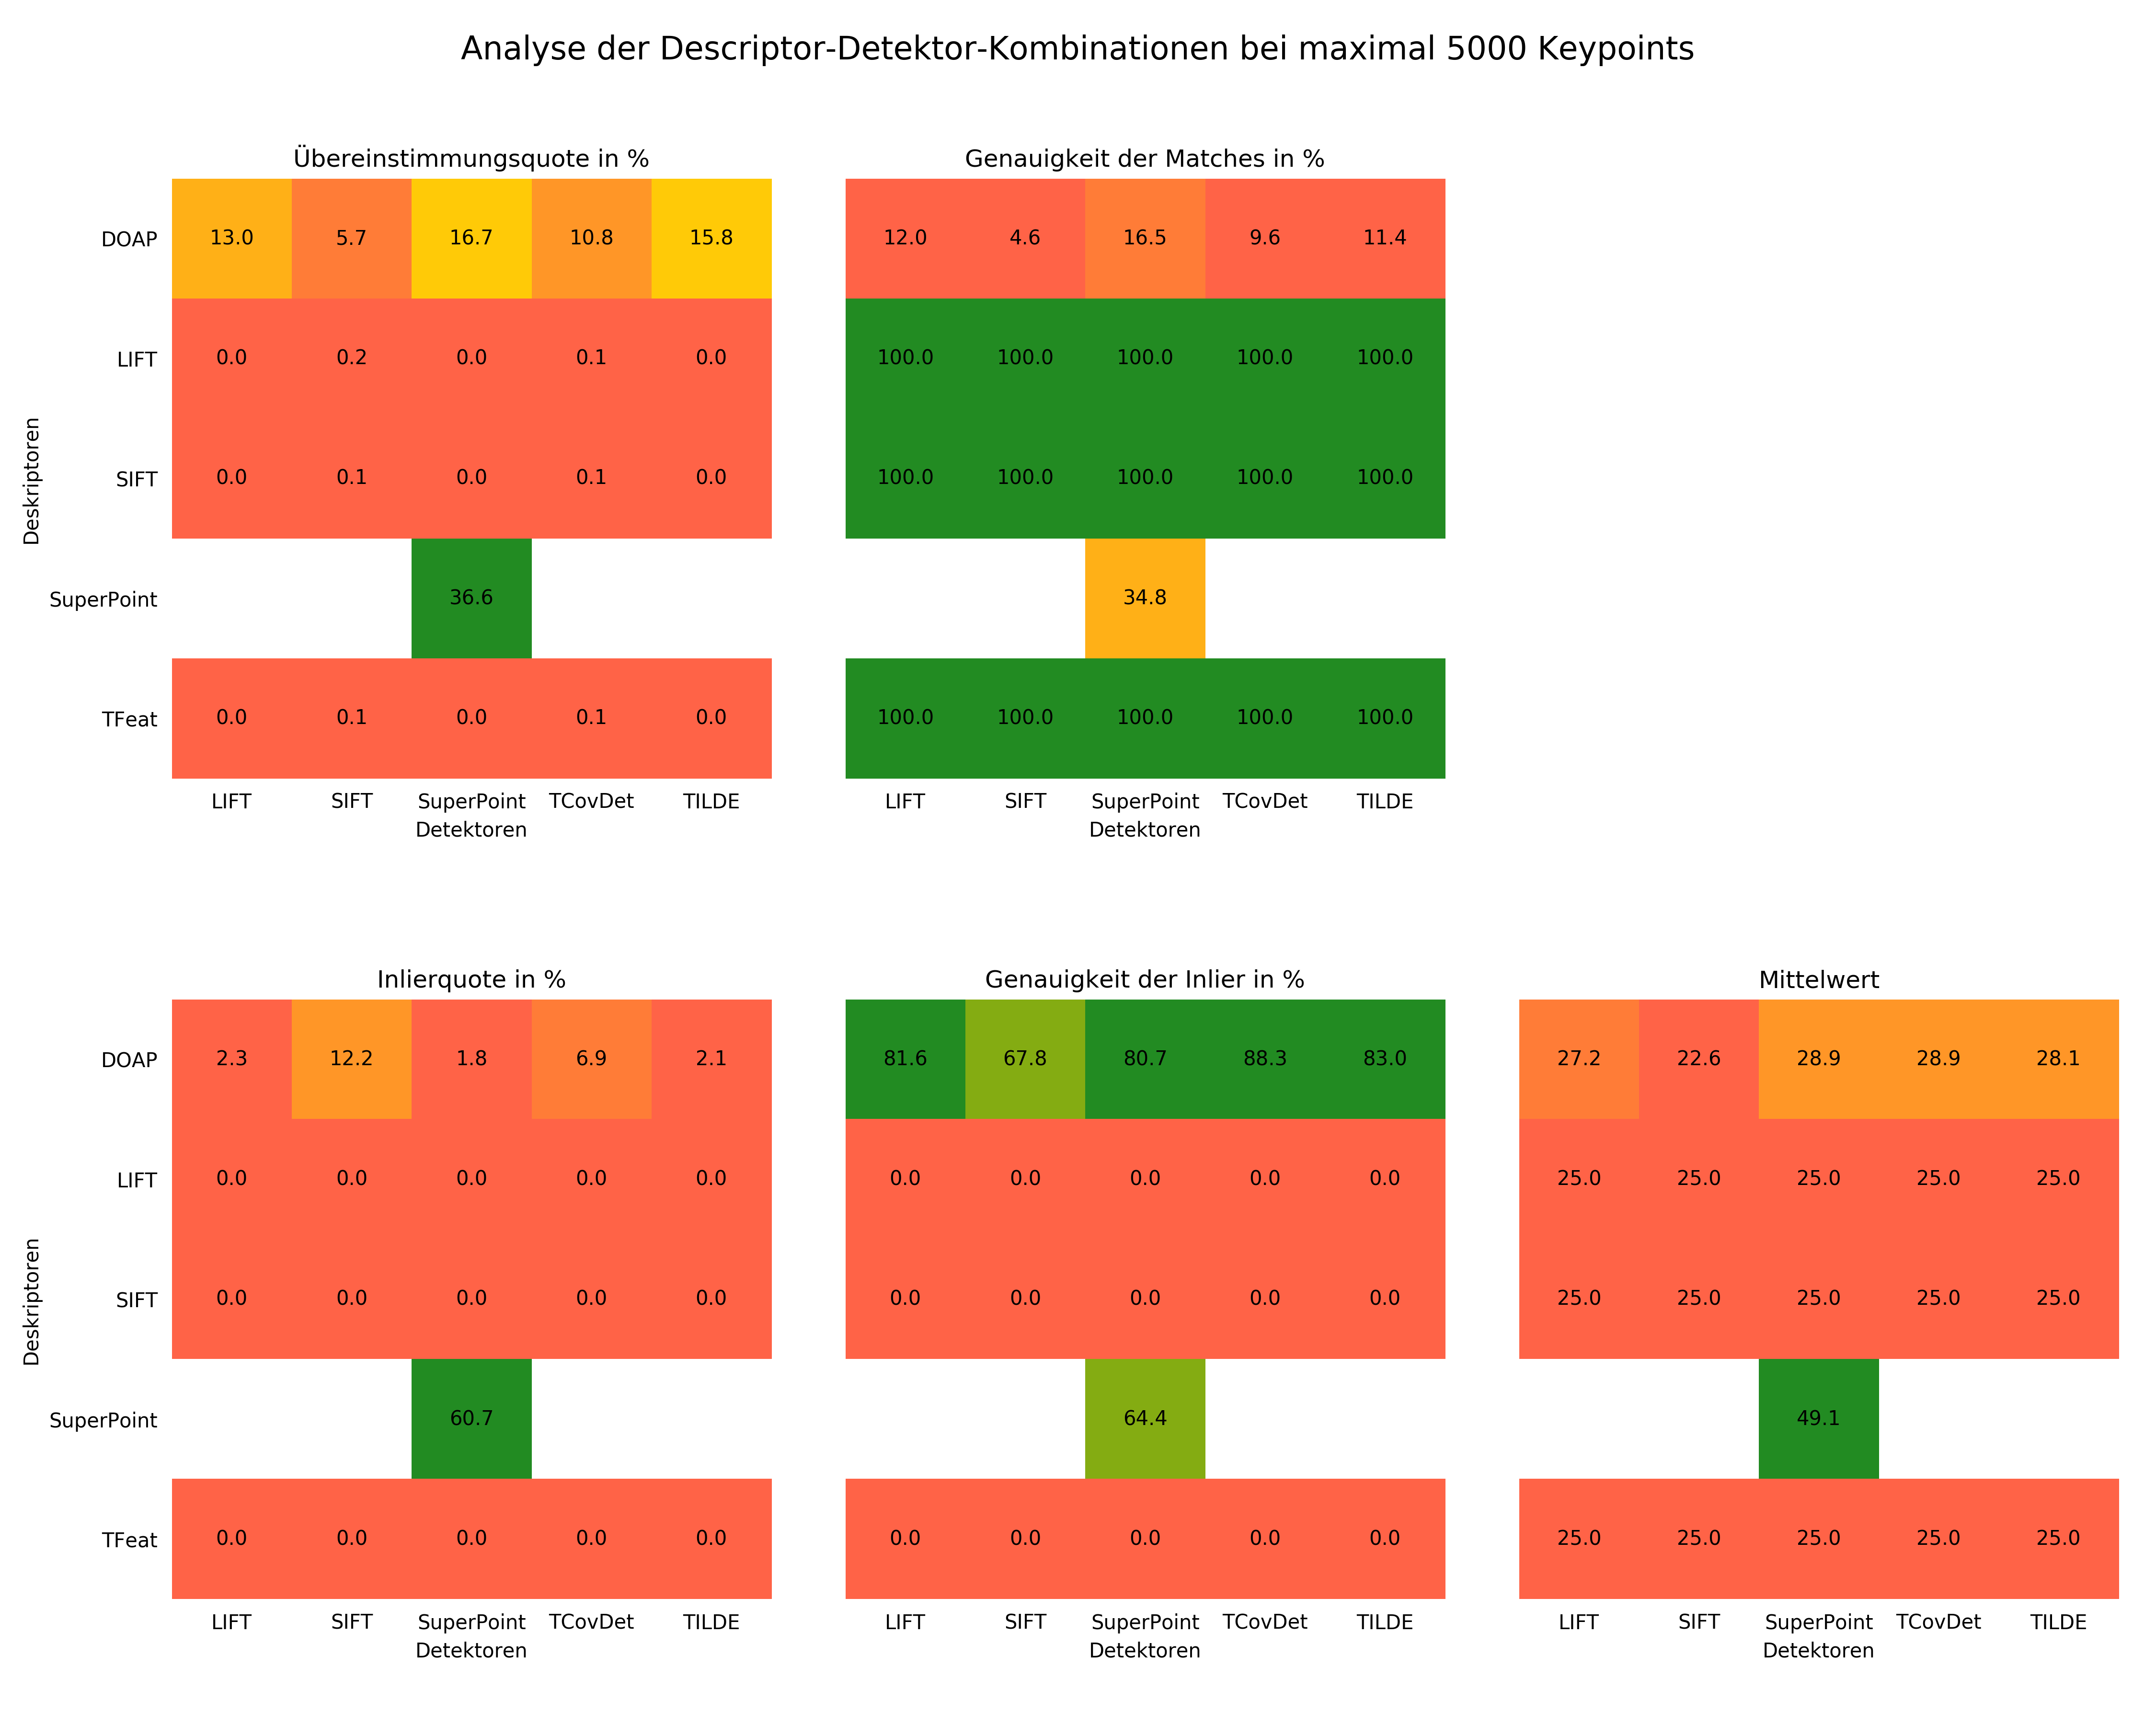 Analyse der Descriptor-Detektor-Kombinationen bei maximal 5000 Keypoints
Übereinstimmungsquote in %
Deskriptoren
DOAP 13.0 5.7 16.7 10.8 15.8
LIFT 0.0 0.2 0.0 0.1 0.0
SIFT 0.0 0.1 0.0 0.1 0.0
SuperPoint 36.6
TFeat 0.0 0.1 0.0 0.1 0.0
LIFT SIFT SuperPoint TCovDet TILDE
Detektoren
Genauigkeit der Matches in %
12.0 4.6 16.5 9.6 11.4
100.0 100.0 100.0 100.0 100.0
100.0 100.0 100.0 100.0 100.0
34.8
100.0 100.0 100.0 100.0 100.0
LIFT SIFT SuperPoint TCovDet TILDE
Detektoren
Inlierquote in %
Deskriptoren
DOAP 2.3 12.2 1.8 6.9 2.1
LIFT 0.0 0.0 0.0 0.0 0.0
SIFT 0.0 0.0 0.0 0.0 0.0
SuperPoint 60.7
TFeat 0.0 0.0 0.0 0.0 0.0
LIFT SIFT SuperPoint TCovDet TILDE
Detektoren
Genauigkeit der Inlier in %
81.6 67.8 80.7 88.3 83.0
0.0 0.0 0.0 0.0 0.0
0.0 0.0 0.0 0.0 0.0
64.4
0.0 0.0 0.0 0.0 0.0
LIFT SIFT SuperPoint TCovDet TILDE
Detektoren
Mittelwert
27.2 22.6 28.9 28.9 28.1
25.0 25.0 25.0 25.0 25.0
25.0 25.0 25.0 25.0 25.0
49.1
25.0 25.0 25.0 25.0 25.0
LIFT SIFT SuperPoint TCovDet TILDE
Detektoren